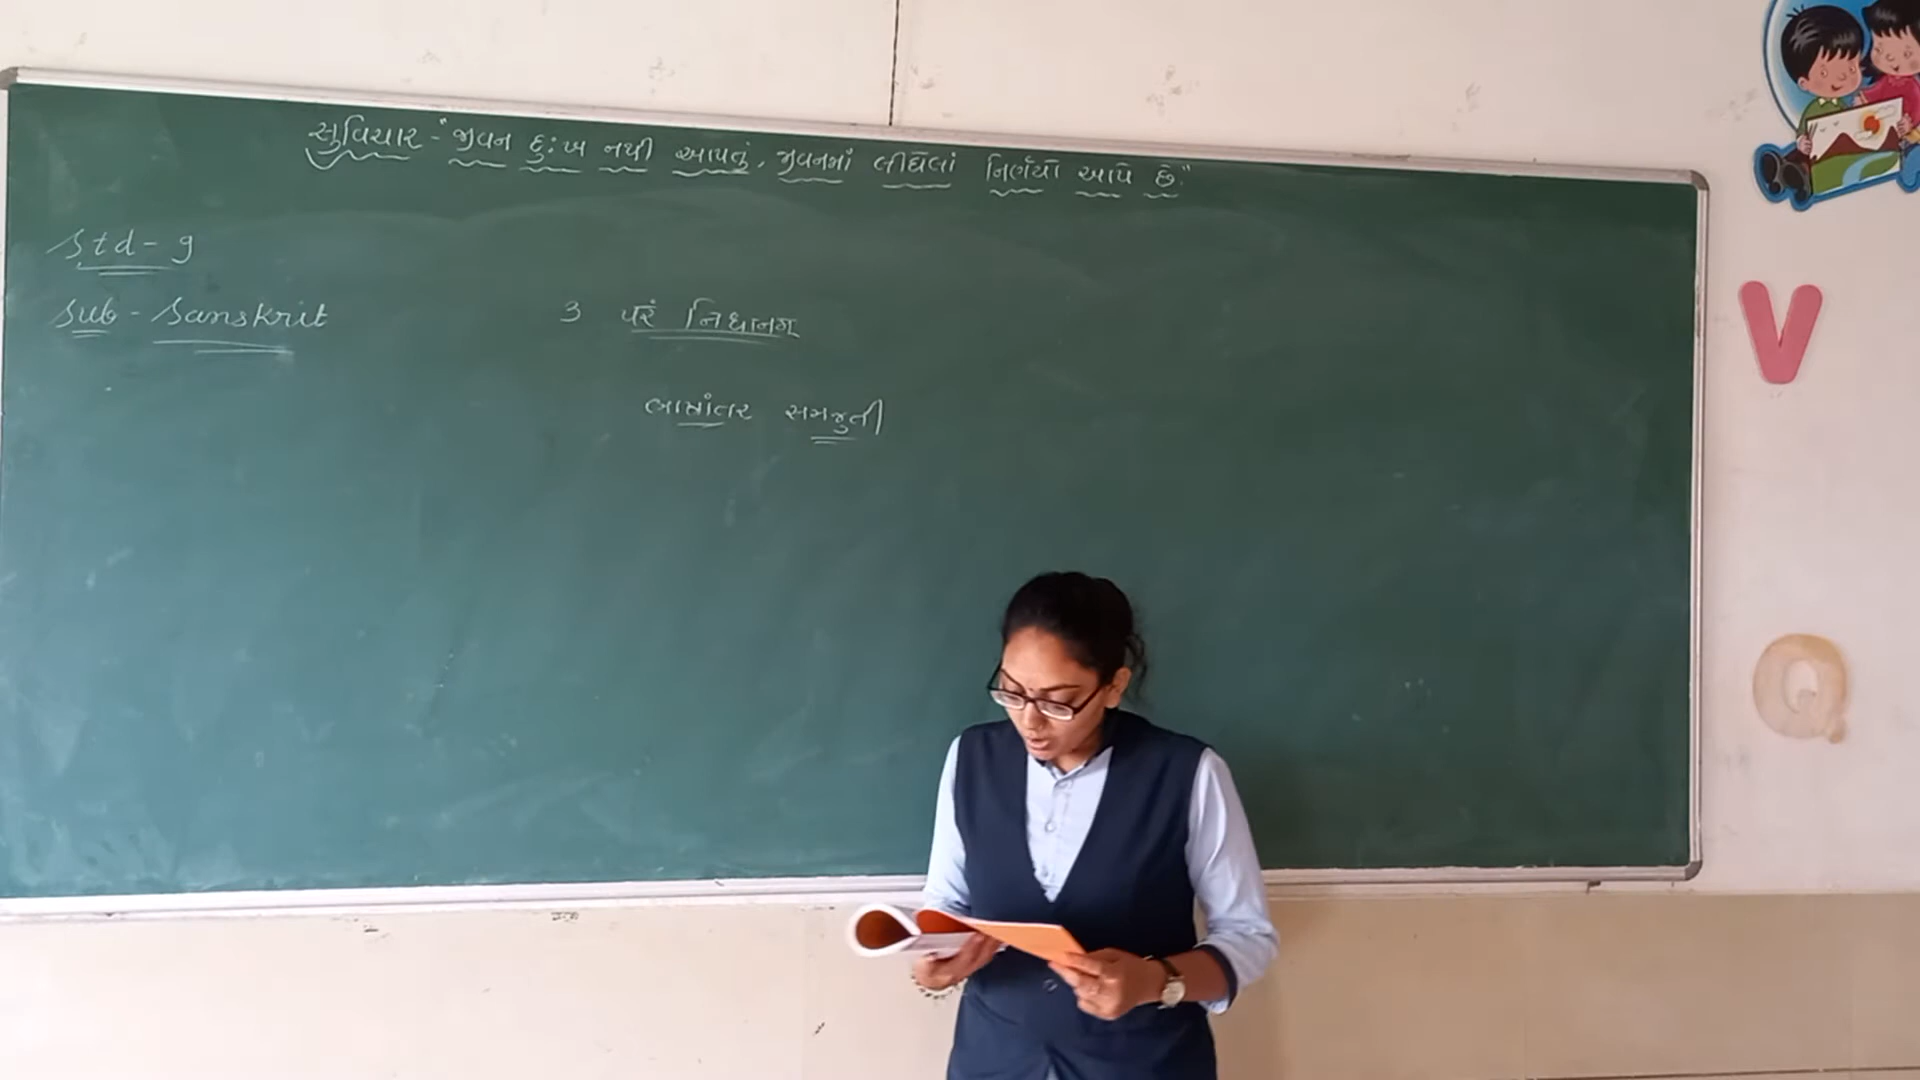 સુવિચાર - "જીવન દુઃખ નથી આપતું, જીવનમાં લીધેલાં નિર્ણયો આપે છે."
Std - 9
Sub - Sanskrit
3 પરં નિધાનમ્
ભાષાંતર સમજુતી
V
Q